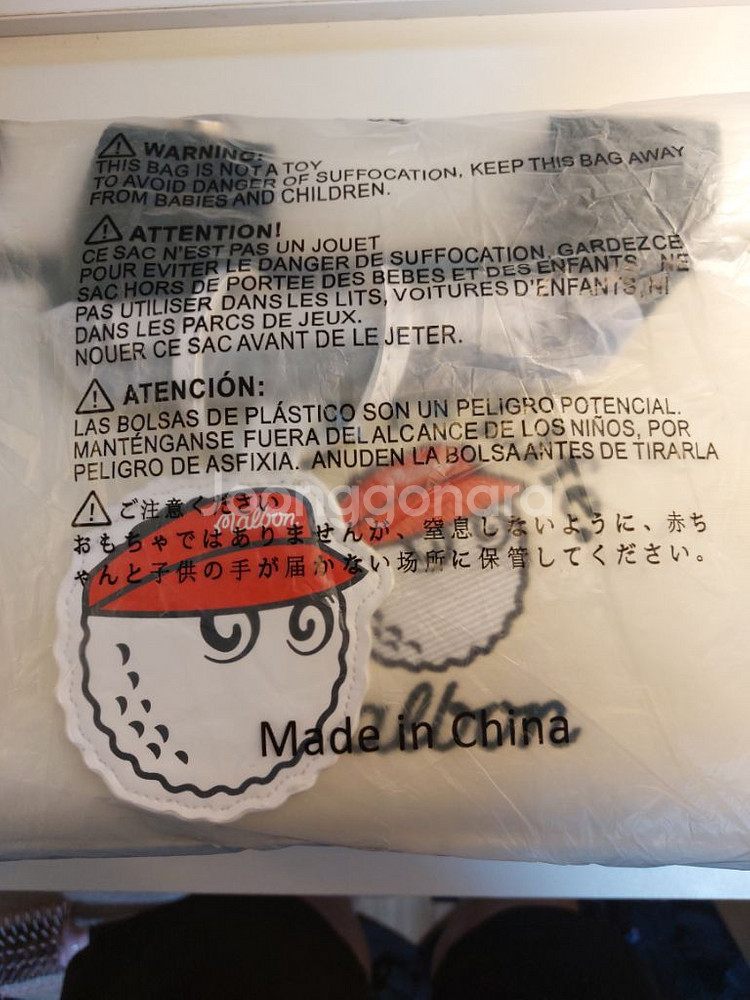 WARNING:
THIS BAG IS NOT A TOY
TO AVOID DANGER OF SUFFOCATION, KEEP THIS BAG AWAY
FROM BABIES AND CHILDREN.
ATTENTION!
CE SAC N'EST PAS UN JOUET
POUR EVITER LE DANGER DE SUFFOCATION, GARDEZ CE
SAC HORS DE PORTEE DES BEBES ET DES ENFANTS, NE
PAS UTILISER DANS LES LITS, VOITURES D'ENFANTS, NI
DANS LES PARCS DE JEUX.
NOUER CE SAC AVANT DE LE JETER.
ATENCIÓN:
LAS BOLSAS DE PLÁSTICO SON UN PELIGRO POTENCIAL.
MANTÉNGANSE FUERA DEL ALCANCE DE LOS NIÑOS, POR
PELIGRO DE ASFIXIA. ANUDEN LA BOLSA ANTES DE TIRARLA
ご注意ください
Joonggonara
malbon
おもちゃではありませんが、窒息しないように、赤ち
ゃんと子供の手が届かない場所に保管してください。
malbon
Made in China